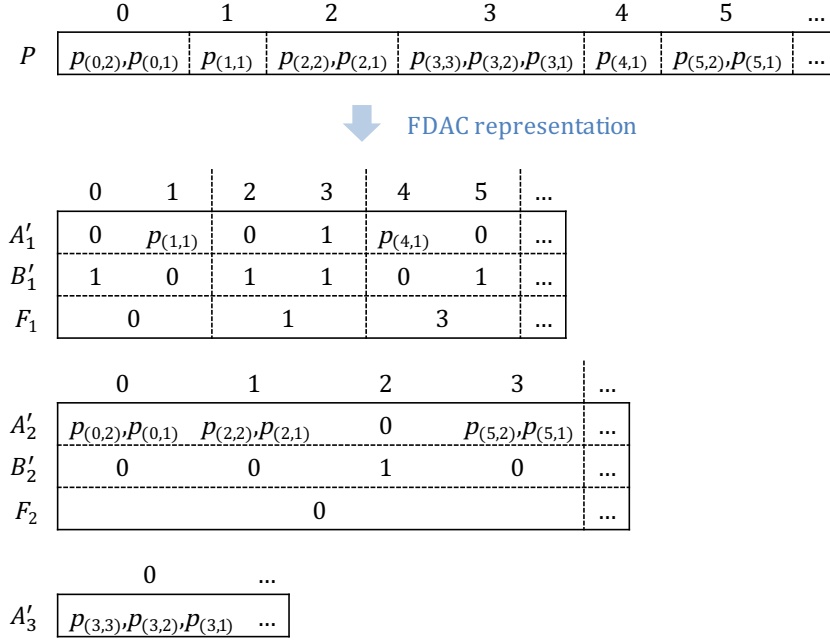 0 1 2 3 4 5 ...
P p(0,2),p(0,1) p(1,1) p(2,2),p(2,1) p(3,3),p(3,2),p(3,1) p(4,1) p(5,2),p(5,1) ...
FDAC representation
0 1 2 3 4 5 ...
A′1 0 p(1,1) 0 1 p(4,1) 0 ...
B′1 1 0 1 1 0 1 ...
F1 0 1 3 ...
0 1 2 3 ...
A′2 p(0,2),p(0,1) p(2,2),p(2,1) 0 p(5,2),p(5,1) ...
B′2 0 0 1 0 ...
F2 0 ...
0 ...
A′3 p(3,3),p(3,2),p(3,1) ...